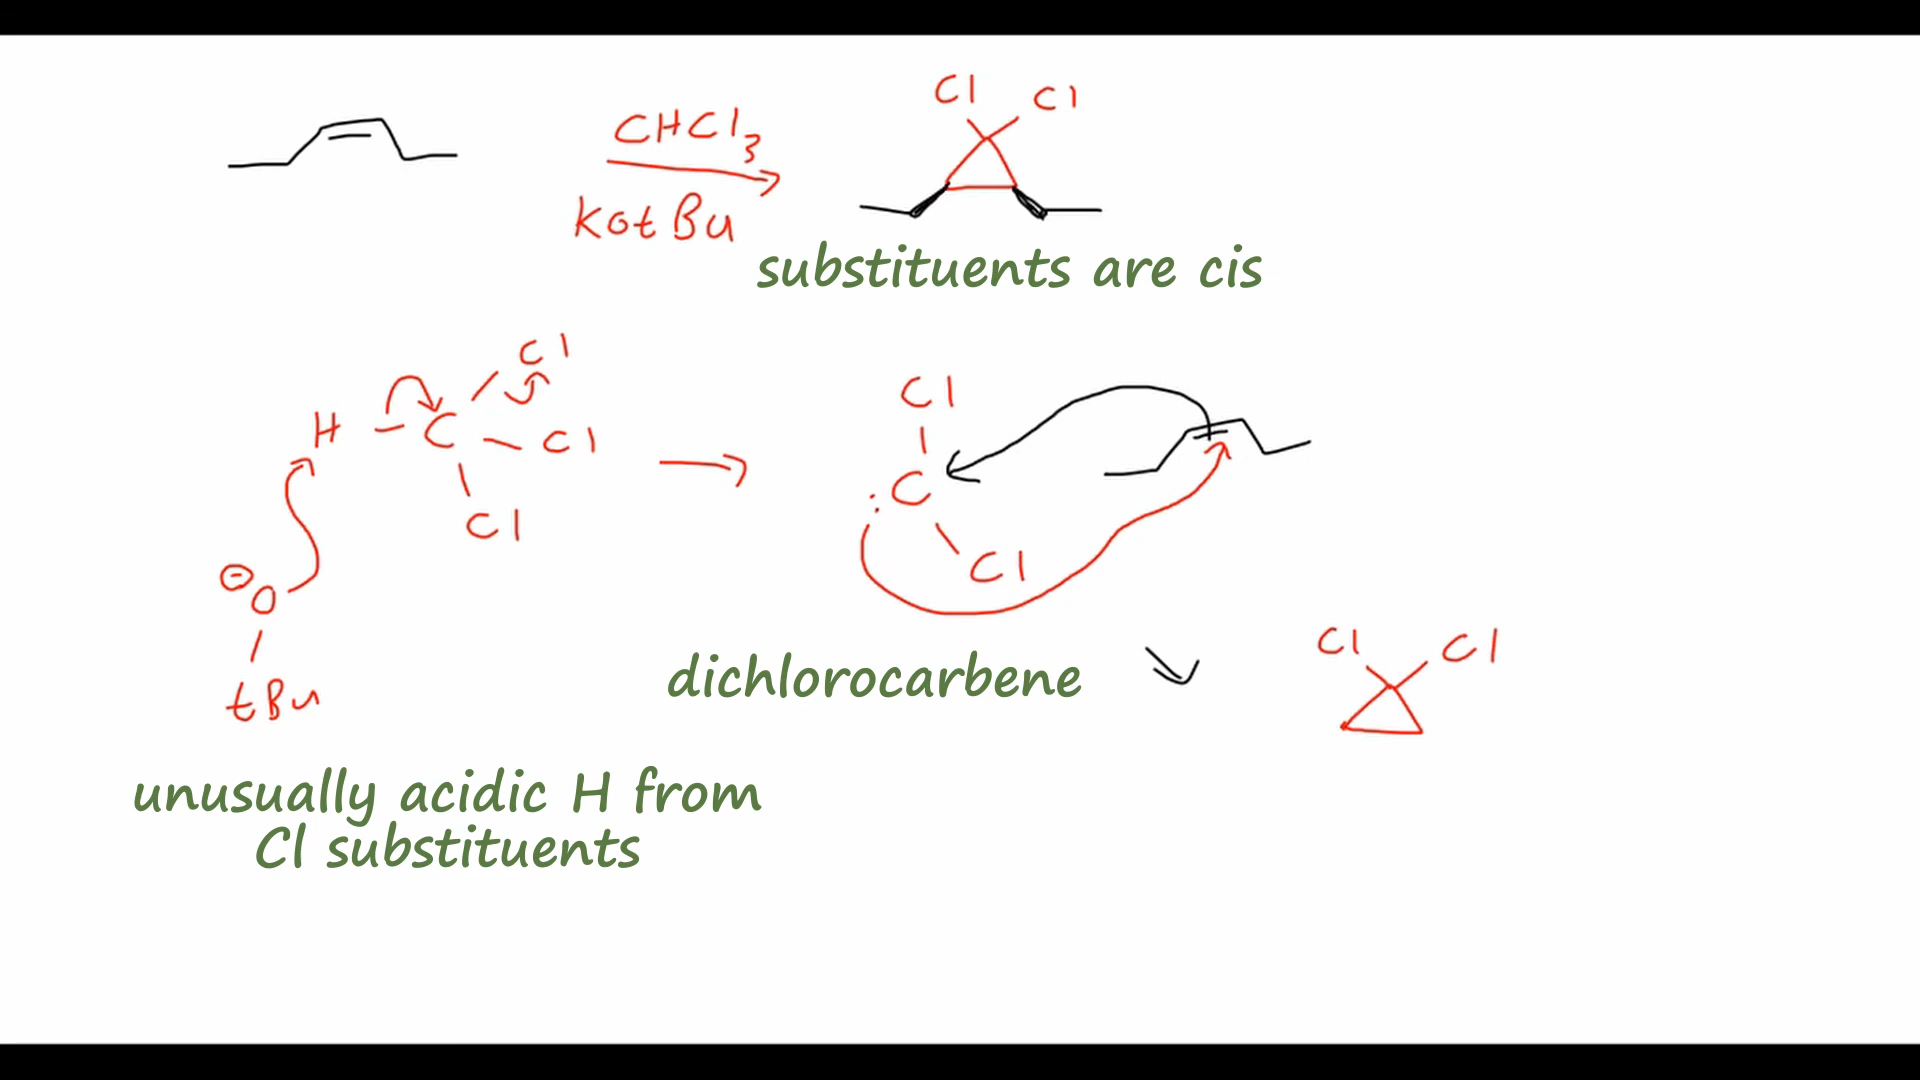 Cl Cl
CHCl3
KotBu
substituents are cis
Cl
H C Cl
Cl
⊖O
tBu
Cl
:C
Cl
dichlorocarbene
Cl Cl
unusually acidic H from
Cl substituents